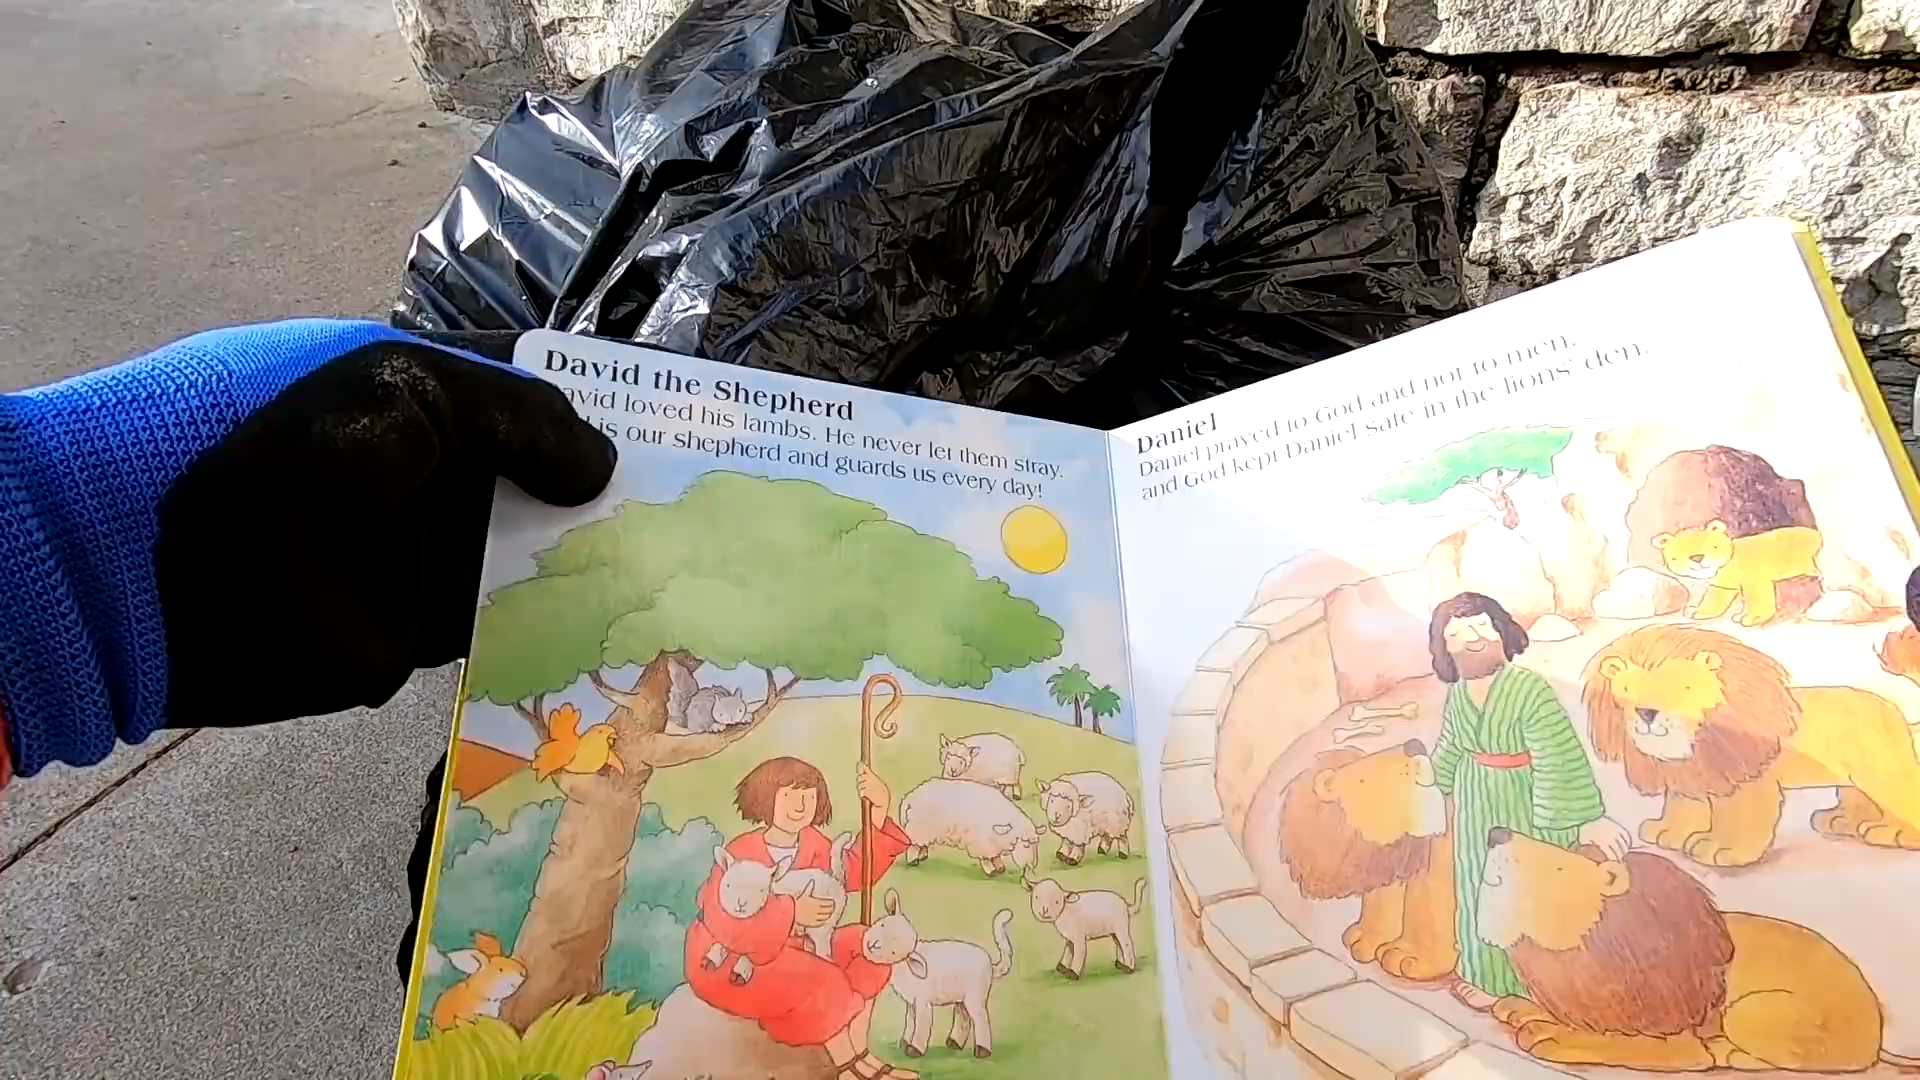 David the Shepherd
avid loved his lambs. He never let them stray.
is our shepherd and guards us every day!
Daniel
Daniel prayed to God and not to men,
and God kept Daniel safe in the lions' den.